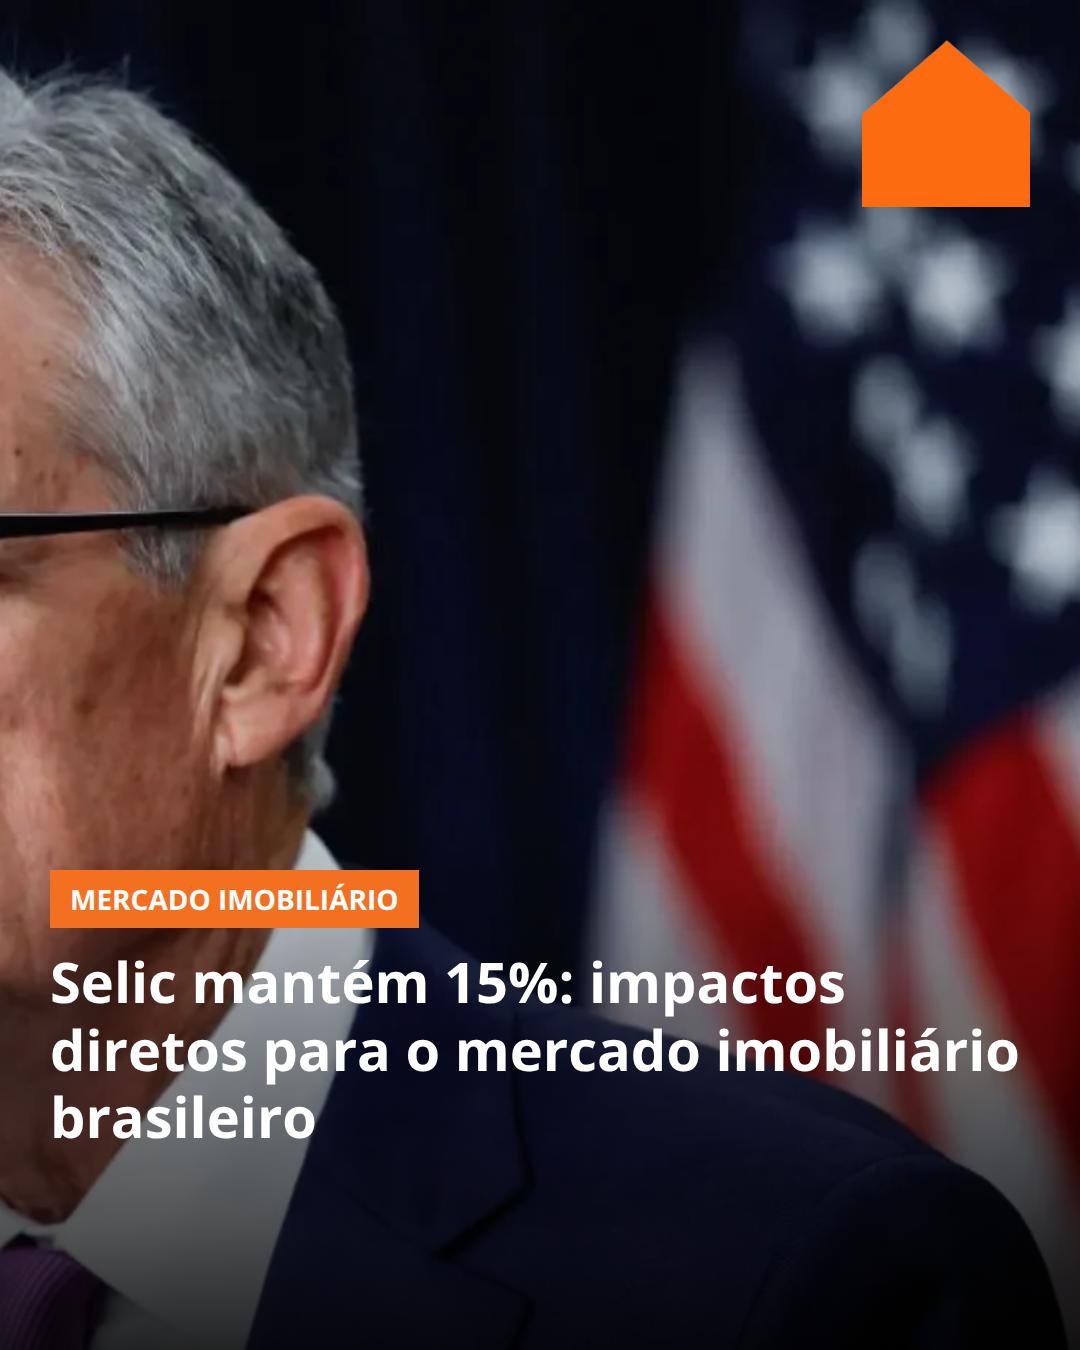 MERCADO IMOBILIÁRIO
Selic mantém 15%: impactos
diretos para o mercado imobiliário
brasileiro